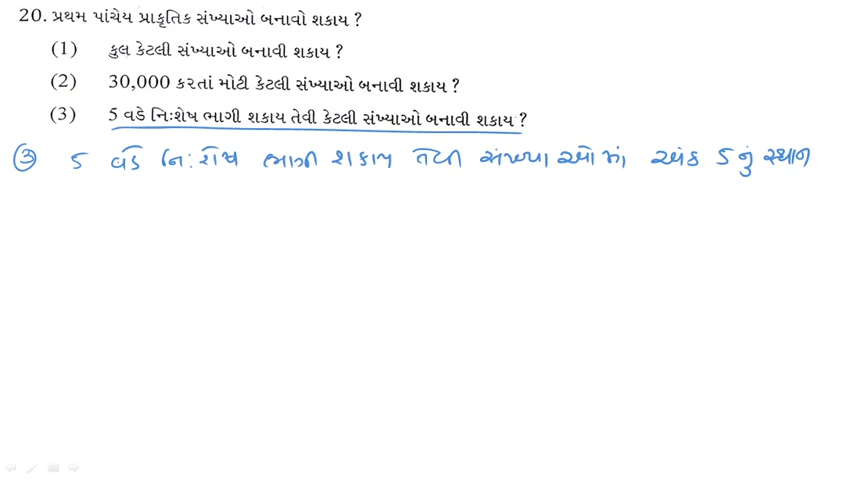 20. પ્રથમ પાંચેય પ્રાકૃતિક સંખ્યાઓ બનાવો શકાય ?
(1) કુલ કેટલી સંખ્યાઓ બનાવી શકાય ?
(2) 30,000 કરતાં મોટી કેટલી સંખ્યાઓ બનાવી શકાય ?
(3) 5 વડે નિઃશેષ ભાગી શકાય તેવી કેટલી સંખ્યાઓ બનાવી શકાય ?
③ 5 વડે નિઃશેષ ભાગી શકાય તેવી સંખ્યાઓમાં, અંક 5નું સ્થાન